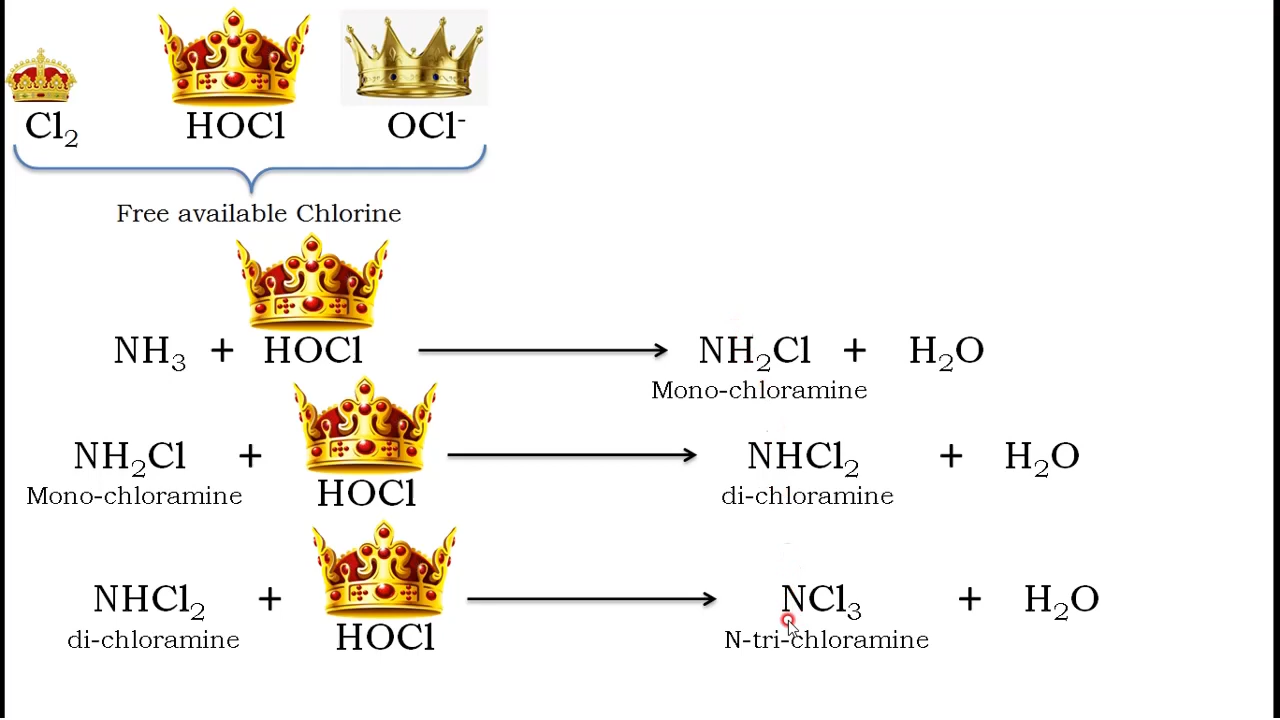 Cl₂ HOCl OCl⁻
Free available Chlorine
NH₃ + HOCl NH₂Cl + H₂O
Mono-chloramine
NH₂Cl + HOCl NHCl₂ + H₂O
Mono-chloramine di-chloramine
NHCl₂ + HOCl NCl₃ + H₂O
di-chloramine N-tri-chloramine